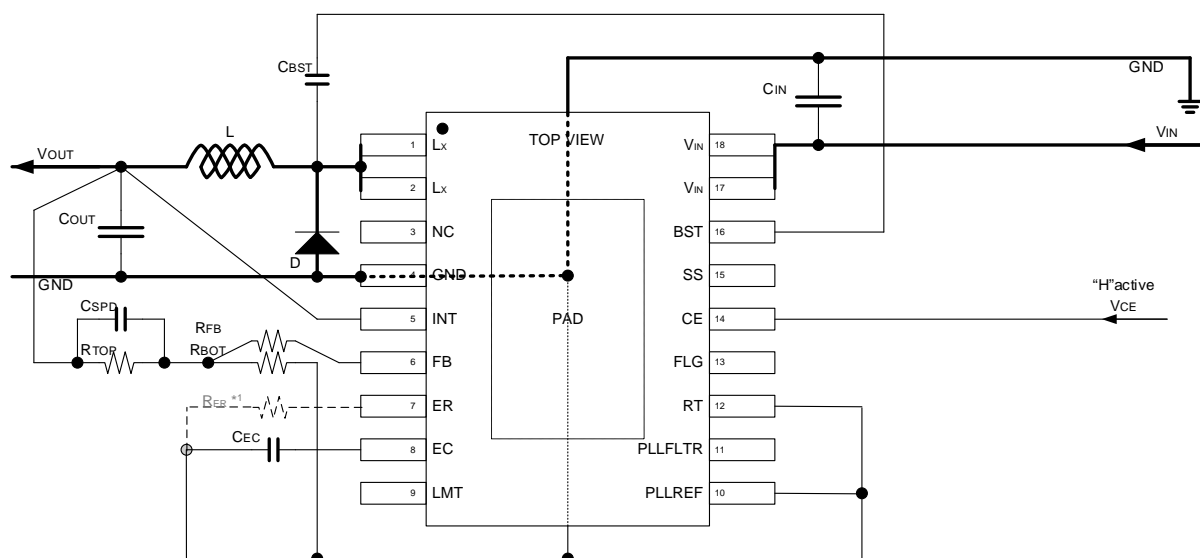 CBST
GND
CIN
L
TOP VIEW
VOUT
VIN
1 LX
VIN 18
2 LX
VIN 17
COUT
3 NC
BST 16
D
4 GND
SS 15
GND
"H"active
CSPD
5 INT
PAD
CE 14
VCE
RFB
RTOP
RBOT
6 FB
FLG 13
RER *1
7 ER
RT 12
CEC
8 EC
PLLFLTR 11
9 LMT
PLLREF 10